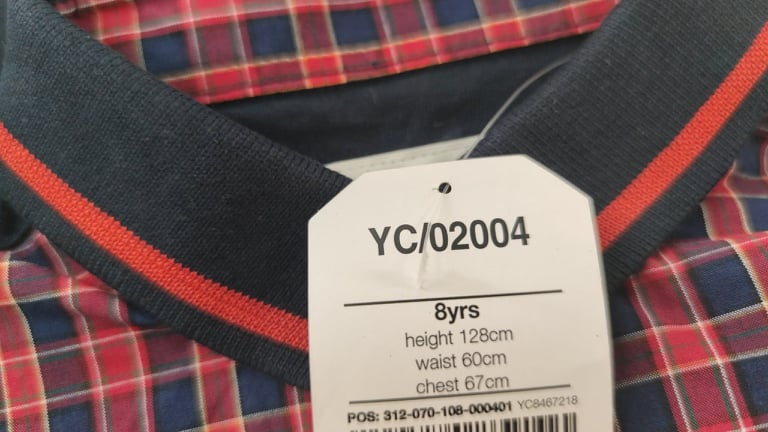 YC/02004
8yrs
height 128cm
waist 60cm
chest 67cm
POS: 312-070-108-000401 YC8467218